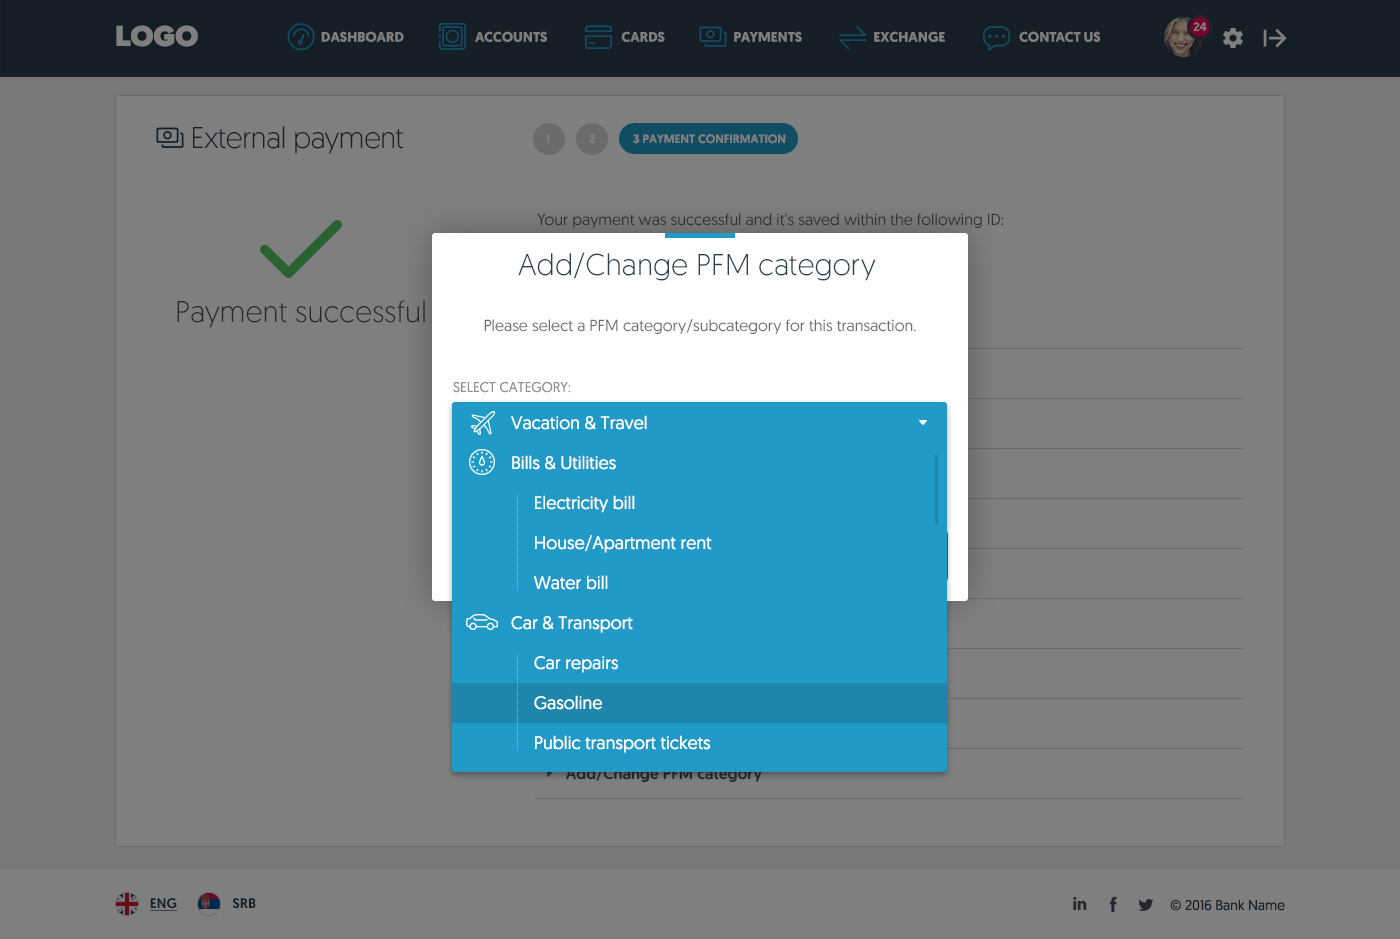 LOGO
DASHBOARD
ACCOUNTS
CARDS
PAYMENTS
EXCHANGE
CONTACT US
24
External payment
1
2
3 PAYMENT CONFIRMATION
Your payment was successful and it's saved within the following ID:
Payment successful
Add/Change PFM category
Please select a PFM category/subcategory for this transaction.
SELECT CATEGORY:
Vacation & Travel
Bills & Utilities
Electricity bill
House/Apartment rent
Water bill
Car & Transport
Car repairs
Gasoline
Public transport tickets
Add/Change PFM category
ENG
SRB
in
f
© 2016 Bank Name